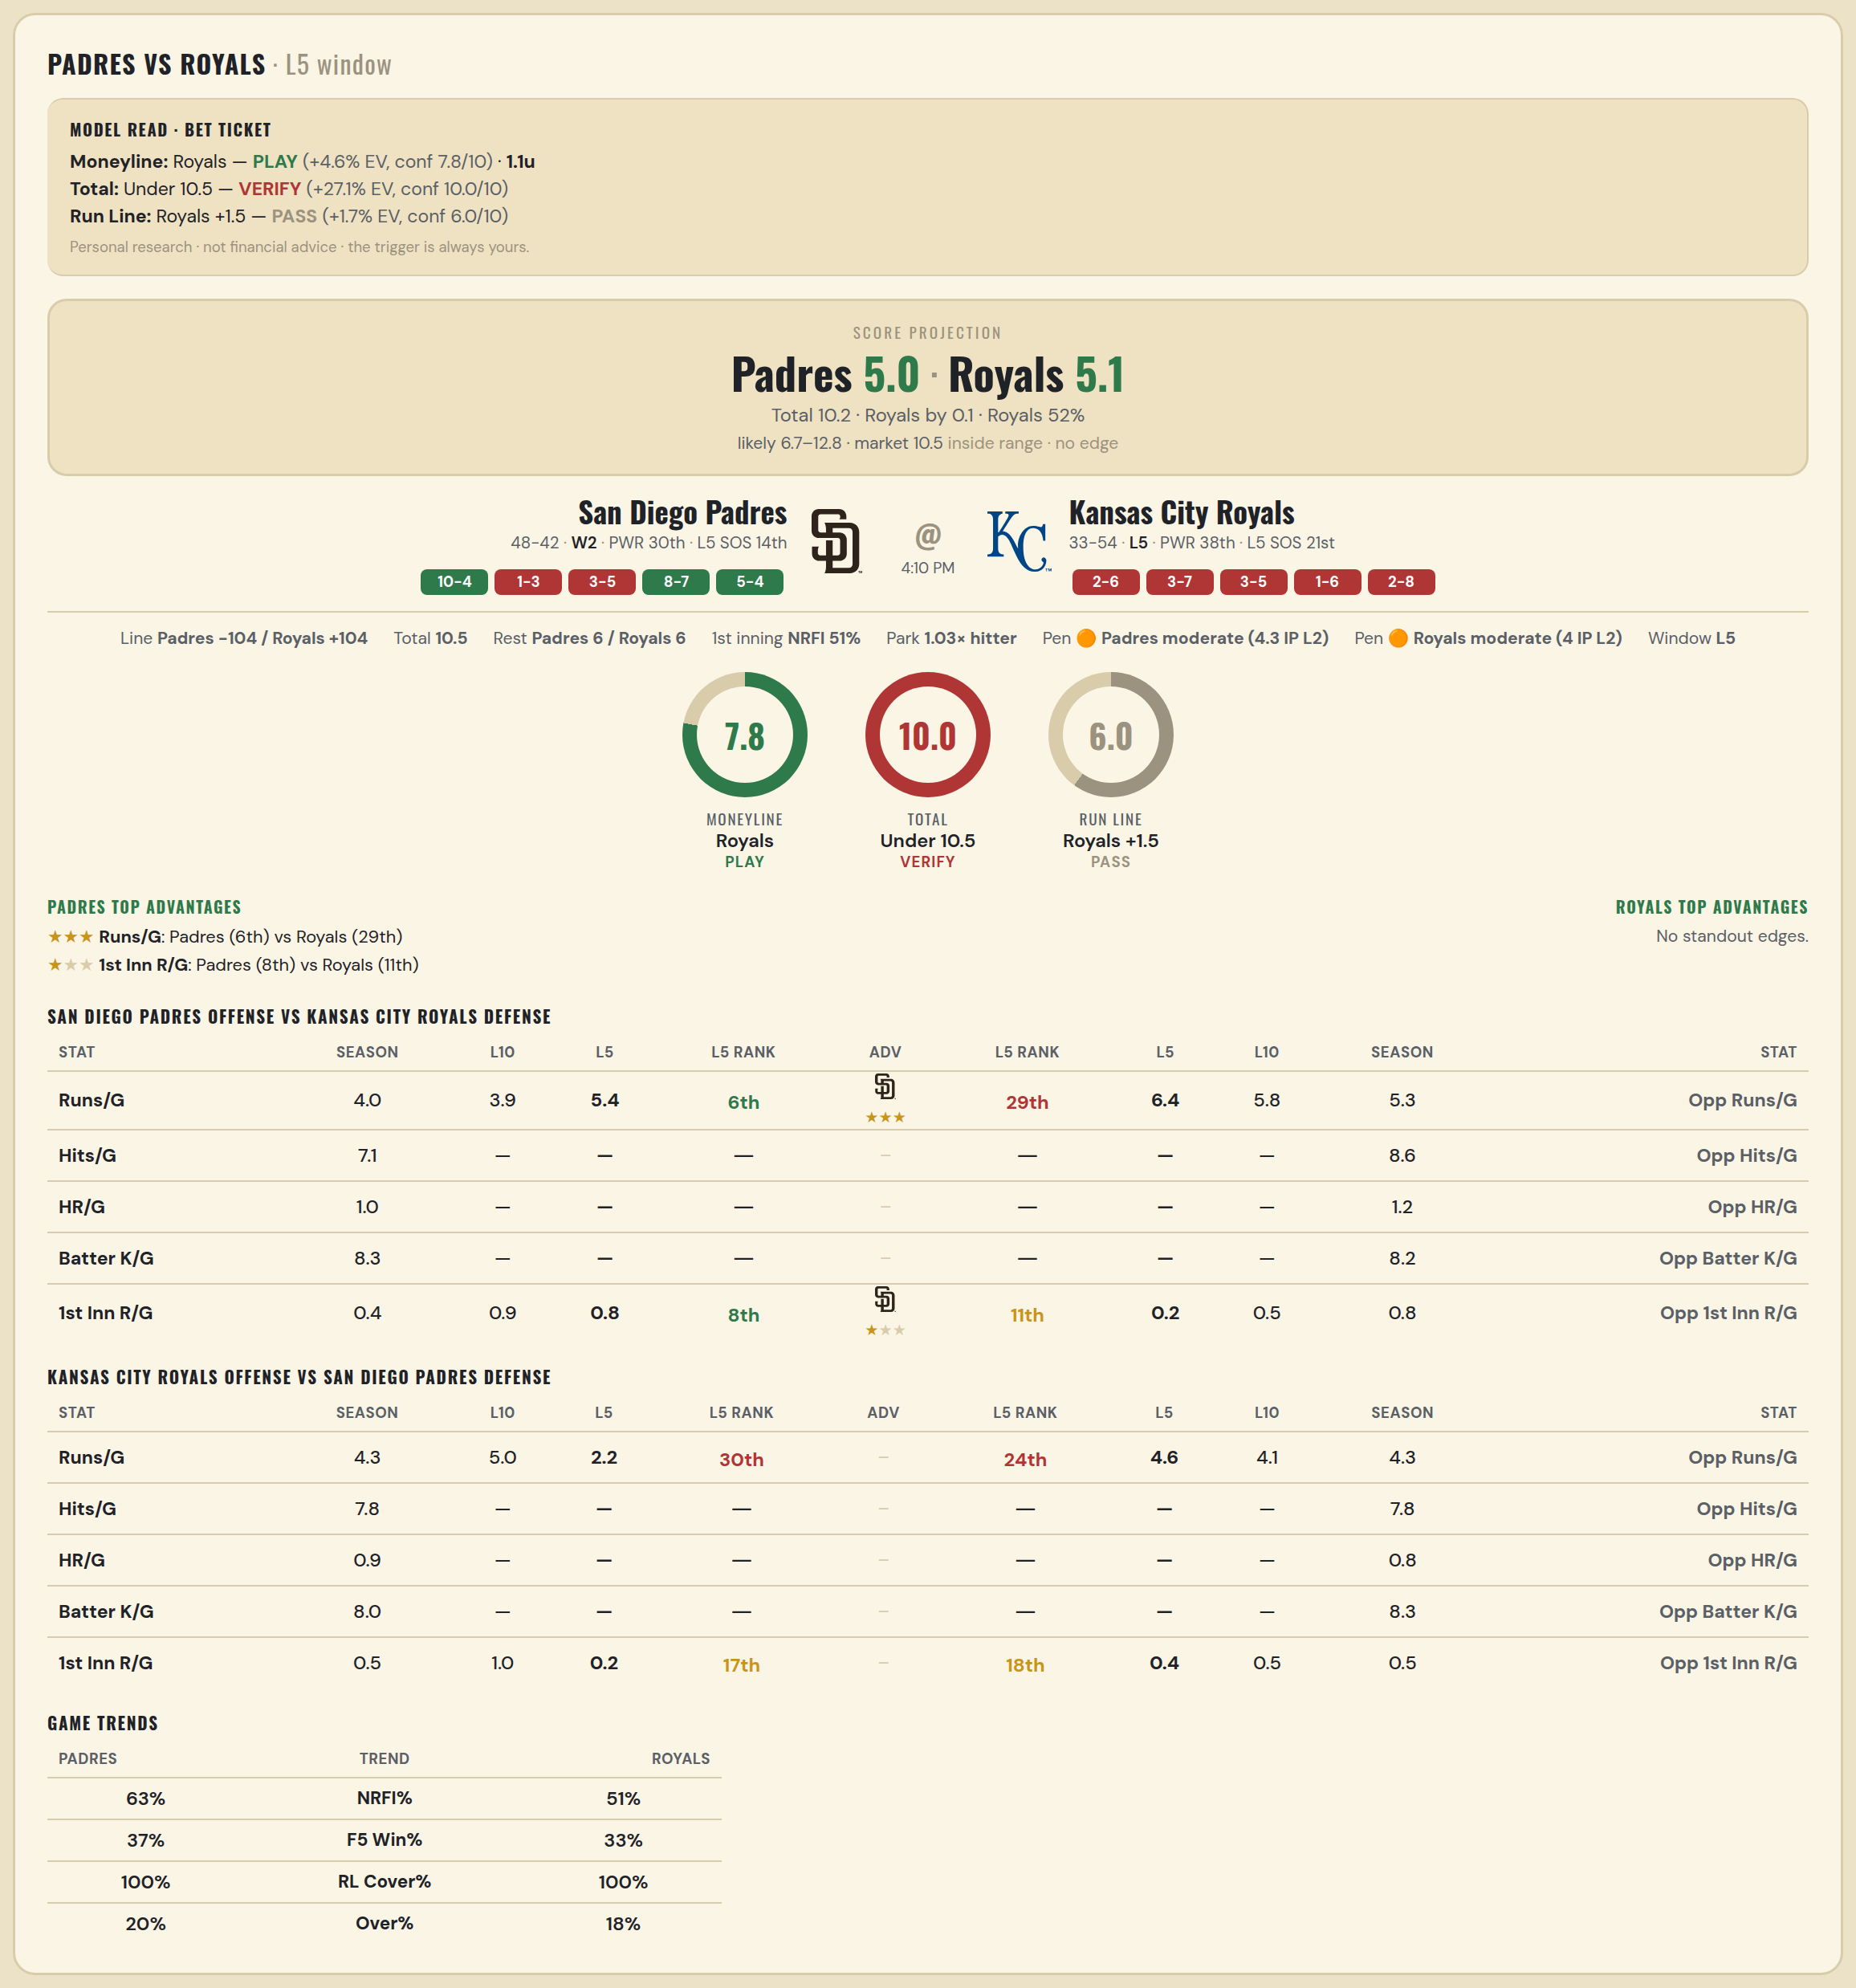 PADRES VS ROYALS · L5 window
MODEL READ · BET TICKET
Moneyline: Royals — PLAY (+4.6% EV, conf 7.8/10) · 1.1u
Total: Under 10.5 — VERIFY (+27.1% EV, conf 10.0/10)
Run Line: Royals +1.5 — PASS (+1.7% EV, conf 6.0/10)
Personal research · not financial advice · the trigger is always yours.
SCORE PROJECTION
Padres 5.0 · Royals 5.1
Total 10.2 · Royals by 0.1 · Royals 52%
likely 6.7–12.8 · market 10.5 inside range · no edge
San Diego Padres
48-42 · W2 · PWR 30th · L5 SOS 14th
10-4 1-3 3-5 8-7 5-4
SD
@
4:10 PM
KC
Kansas City Royals
33-54 · L5 · PWR 38th · L5 SOS 21st
2-6 3-7 3-5 1-6 2-8
Line Padres -104 / Royals +104 Total 10.5 Rest Padres 6 / Royals 6 1st inning NRFI 51% Park 1.03× hitter Pen 🟠 Padres moderate (4.3 IP L2) Pen 🟠 Royals moderate (4 IP L2) Window L5
7.8 10.0 6.0
MONEYLINE TOTAL RUN LINE
Royals Under 10.5 Royals +1.5
PLAY VERIFY PASS
PADRES TOP ADVANTAGES
★★★ Runs/G: Padres (6th) vs Royals (29th)
★★★ 1st Inn R/G: Padres (8th) vs Royals (11th)
ROYALS TOP ADVANTAGES
No standout edges.
SAN DIEGO PADRES OFFENSE VS KANSAS CITY ROYALS DEFENSE
STAT SEASON L10 L5 L5 RANK ADV L5 RANK L5 L10 SEASON STAT
Runs/G 4.0 3.9 5.4 6th SD ★★★ 29th 6.4 5.8 5.3 Opp Runs/G
Hits/G 7.1 — — — – — — — 8.6 Opp Hits/G
HR/G 1.0 — — — – — — — 1.2 Opp HR/G
Batter K/G 8.3 — — — – — — — 8.2 Opp Batter K/G
1st Inn R/G 0.4 0.9 0.8 8th SD ★★★ 11th 0.2 0.5 0.8 Opp 1st Inn R/G
KANSAS CITY ROYALS OFFENSE VS SAN DIEGO PADRES DEFENSE
STAT SEASON L10 L5 L5 RANK ADV L5 RANK L5 L10 SEASON STAT
Runs/G 4.3 5.0 2.2 30th – 24th 4.6 4.1 4.3 Opp Runs/G
Hits/G 7.8 — — — – — — — 7.8 Opp Hits/G
HR/G 0.9 — — — – — — — 0.8 Opp HR/G
Batter K/G 8.0 — — — – — — — 8.3 Opp Batter K/G
1st Inn R/G 0.5 1.0 0.2 17th – 18th 0.4 0.5 0.5 Opp 1st Inn R/G
GAME TRENDS
PADRES TREND ROYALS
63% NRFI% 51%
37% F5 Win% 33%
100% RL Cover% 100%
20% Over% 18%